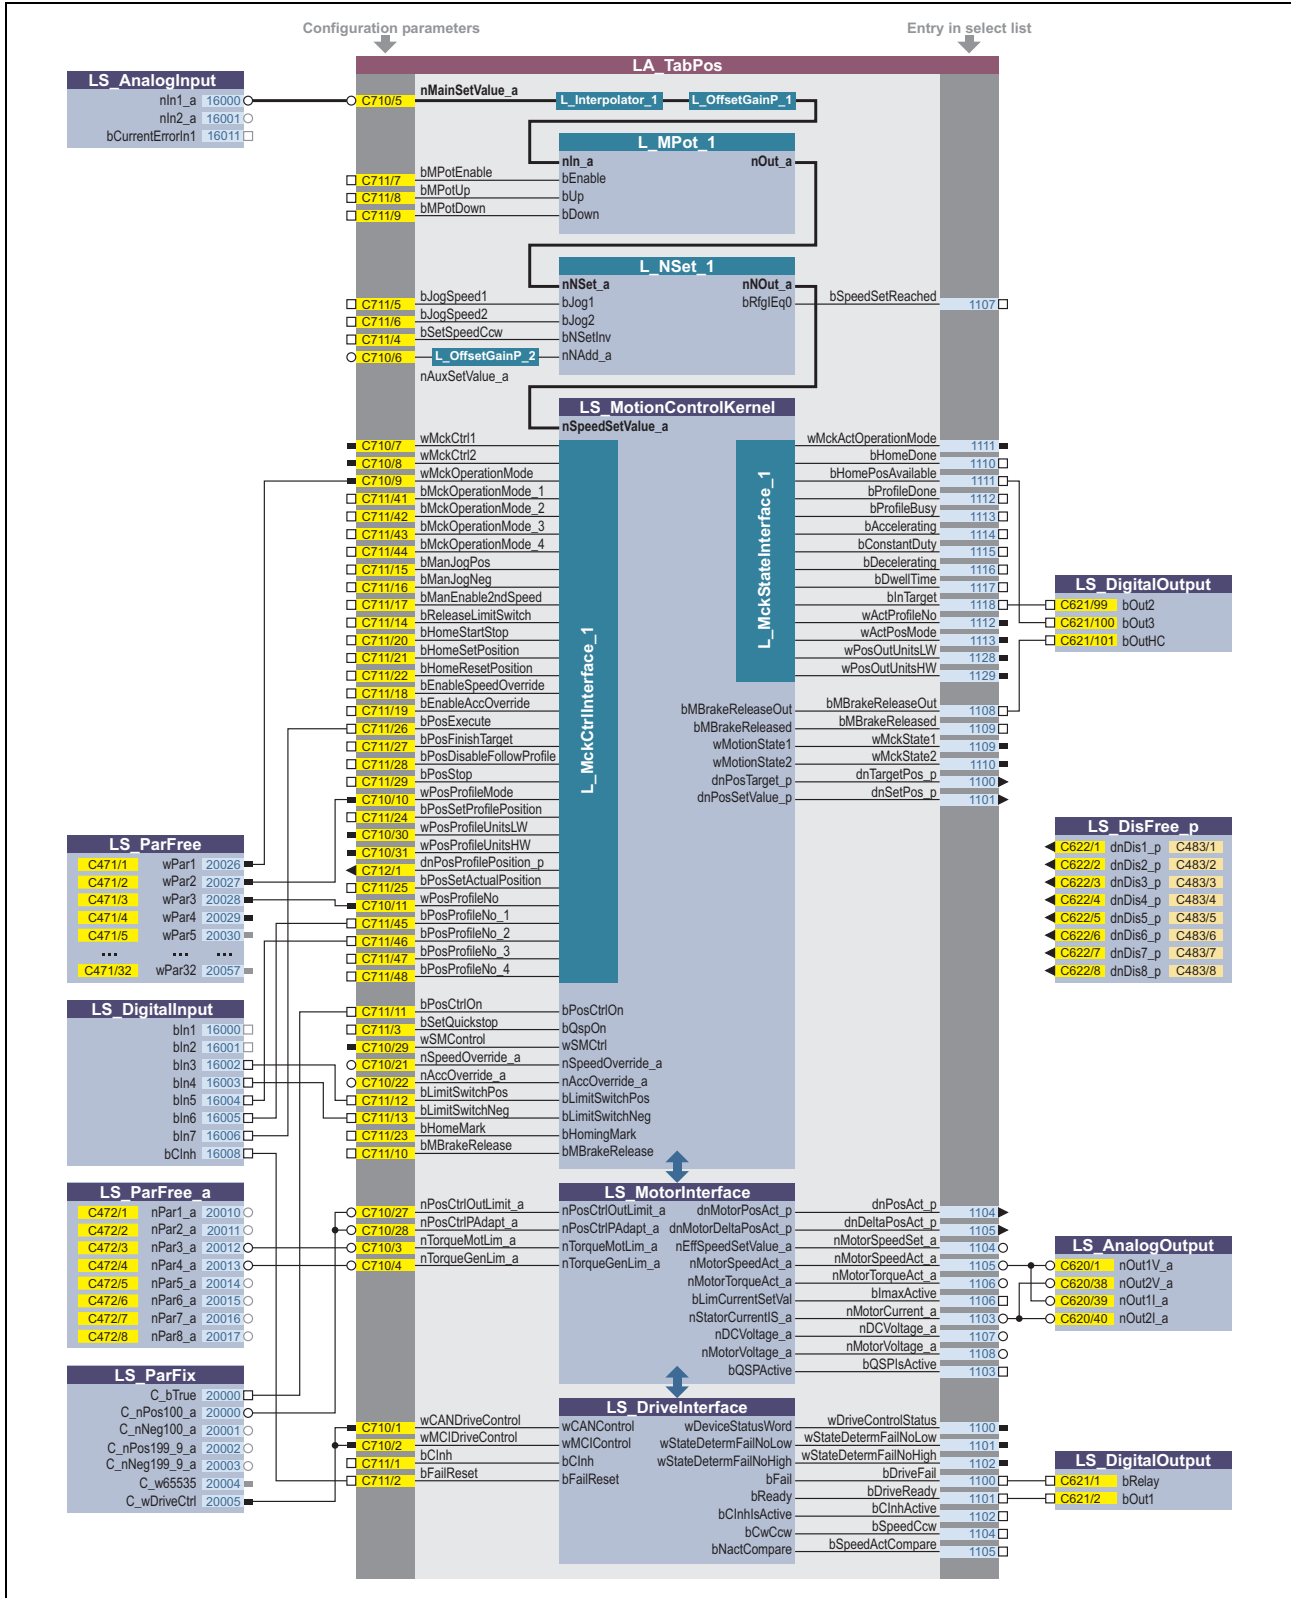 Configuration parameters
Entry in select list
LA_TabPos
LS_AnalogInput
nIn1_a 16000
nIn2_a 16001
bCurrentErrorIn1 16011
C710/5 nMainSetValue_a
L_Interpolator_1 L_OffsetGainP_1
L_MPot_1
nIn_a nOut_a
C711/7 bMPotEnable bEnable
C711/8 bMPotUp bUp
C711/9 bMPotDown bDown
L_NSet_1
nNSet_a nNOut_a
C711/5 bJogSpeed1 bJog1 bRfgIEq0 bSpeedSetReached 1107
C711/6 bJogSpeed2 bJog2
C711/4 bSetSpeedCcw bNSetInv
C710/6 L_OffsetGainP_2 nNAdd_a
nAuxSetValue_a
LS_MotionControlKernel
nSpeedSetValue_a
L_MckCtrlInterface_1
L_MckStateInterface_1
C710/7 wMckCtrl1
C710/8 wMckCtrl2
C710/9 wMckOperationMode
C711/41 bMckOperationMode_1
C711/42 bMckOperationMode_2
C711/43 bMckOperationMode_3
C711/44 bMckOperationMode_4
C711/15 bManJogPos
C711/16 bManJogNeg
C711/17 bManEnable2ndSpeed
C711/14 bReleaseLimitSwitch
C711/20 bHomeStartStop
C711/21 bHomeSetPosition
C711/22 bHomeResetPosition
C711/18 bEnableSpeedOverride
C711/19 bEnableAccOverride
C711/26 bPosExecute
C711/27 bPosFinishTarget
C711/28 bPosDisableFollowProfile
C711/29 bPosStop
C710/10 wPosProfileMode
C711/24 bPosSetProfilePosition
C710/30 wPosProfileUnitsLW
C710/31 wPosProfileUnitsHW
C712/1 dnPosProfilePosition_p
C711/25 bPosSetActualPosition
C710/11 wPosProfileNo
C711/45 bPosProfileNo_1
C711/46 bPosProfileNo_2
C711/47 bPosProfileNo_3
C711/48 bPosProfileNo_4
wMckActOperationMode 1111
bHomeDone 1110
bHomePosAvailable 1111
bProfileDone 1112
bProfileBusy 1113
bAccelerating 1114
bConstantDuty 1115
bDecelerating 1116
bDwellTime 1117
bInTarget 1118
wActProfileNo 1112
wActPosMode 1113
wPosOutUnitsLW 1128
wPosOutUnitsHW 1129
bMBrakeReleaseOut bMBrakeReleaseOut 1108
bMBrakeReleased bMBrakeReleased 1109
wMotionState1 wMckState1 1109
wMotionState2 wMckState2 1110
dnPosTarget_p dnTargetPos_p 1100
dnPosSetValue_p dnSetPos_p 1101
LS_DigitalOutput
C621/99 bOut2
C621/100 bOut3
C621/101 bOutHC
LS_ParFree
C471/1 wPar1 20026
C471/2 wPar2 20027
C471/3 wPar3 20028
C471/4 wPar4 20029
C471/5 wPar5 20030
... ... ...
C471/32 wPar32 20057
LS_DisFree_p
C622/1 dnDis1_p C483/1
C622/2 dnDis2_p C483/2
C622/3 dnDis3_p C483/3
C622/4 dnDis4_p C483/4
C622/5 dnDis5_p C483/5
C622/6 dnDis6_p C483/6
C622/7 dnDis7_p C483/7
C622/8 dnDis8_p C483/8
LS_DigitalInput
bIn1 16000
bIn2 16001
bIn3 16002
bIn4 16003
bIn5 16004
bIn6 16005
bIn7 16006
bCInh 16008
C711/11 bPosCtrlOn bPosCtrlOn
C711/3 bSetQuickstop bQspOn
C710/29 wSMControl wSMCtrl
C710/21 nSpeedOverride_a nSpeedOverride_a
C710/22 nAccOverride_a nAccOverride_a
C711/12 bLimitSwitchPos bLimitSwitchPos
C711/13 bLimitSwitchNeg bLimitSwitchNeg
C711/23 bHomeMark bHomingMark
C711/10 bMBrakeRelease bMBrakeRelease
LS_ParFree_a
C472/1 nPar1_a 20010
C472/2 nPar2_a 20011
C472/3 nPar3_a 20012
C472/4 nPar4_a 20013
C472/5 nPar5_a 20014
C472/6 nPar6_a 20015
C472/7 nPar7_a 20016
C472/8 nPar8_a 20017
LS_MotorInterface
C710/27 nPosCtrlOutLimit_a nPosCtrlOutLimit_a dnMotorPosAct_p dnPosAct_p 1104
C710/28 nPosCtrlPAdapt_a nPosCtrlPAdapt_a dnMotorDeltaPosAct_p dnDeltaPosAct_p 1105
C710/3 nTorqueMotLim_a nTorqueMotLim_a nEffSpeedSetValue_a nMotorSpeedSet_a 1104
C710/4 nTorqueGenLim_a nTorqueGenLim_a nMotorSpeedAct_a nMotorSpeedAct_a 1105
nMotorTorqueAct_a nMotorTorqueAct_a 1106
bLimCurrentSetVal bImaxActive 1106
nStatorCurrentIS_a nMotorCurrent_a 1103
nDCVoltage_a nDCVoltage_a 1107
nMotorVoltage_a nMotorVoltage_a 1108
bQSPActive bQSPIsActive 1103
LS_AnalogOutput
C620/1 nOut1V_a
C620/38 nOut2V_a
C620/39 nOut1I_a
C620/40 nOut2I_a
LS_ParFix
C_bTrue 20000
C_nPos100_a 20000
C_nNeg100_a 20001
C_nPos199_9_a 20002
C_nNeg199_9_a 20003
C_w65535 20004
C_wDriveCtrl 20005
LS_DriveInterface
C710/1 wCANDriveControl wCANControl wDeviceStatusWord wDriveControlStatus 1100
C710/2 wMCIDriveControl wMCIControl wStateDetermFailNoLow wStateDetermFailNoLow 1101
C711/1 bCInh bCInh wStateDetermFailNoHigh wStateDetermFailNoHigh 1102
C711/2 bFailReset bFailReset bFail bDriveFail 1100
bReady bDriveReady 1101
bCInhIsActive bCInhActive 1102
bCwCcw bSpeedCcw 1104
bNactCompare bSpeedActCompare 1105
LS_DigitalOutput
C621/1 bRelay
C621/2 bOut1